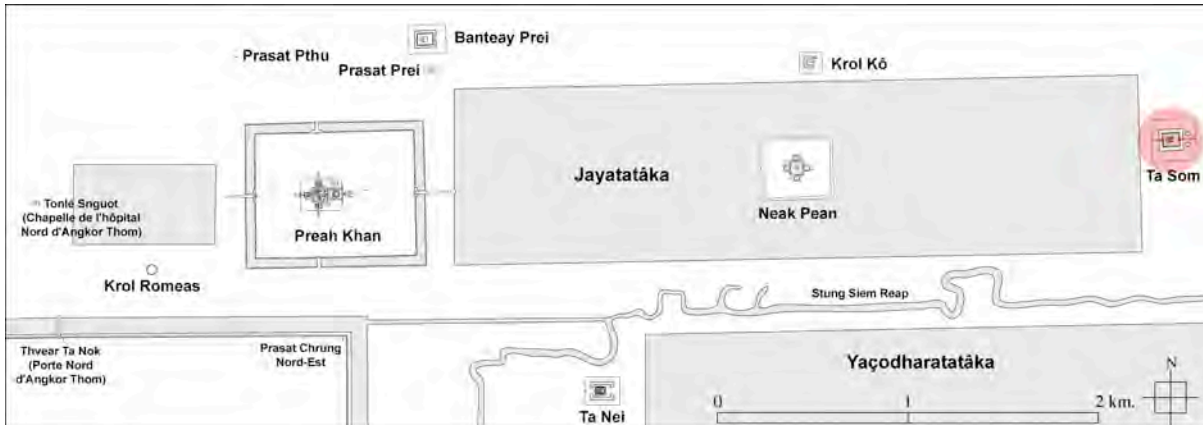 Banteay Prei
Prasat Pthu
Prasat Prei
Krol Kô
Jayatatâka
Ta Som
Tonle Snguot
(Chapelle de l'hôpital
Nord d'Angkor Thom)
Preah Khan
Neak Pean
Krol Romeas
Stung Siem Reap
Thvear Ta Nok
(Porte Nord
d'Angkor Thom)
Prasat Chrung
Nord-Est
Yaçodharatatâka
N
Ta Nei
0 1 2 km.